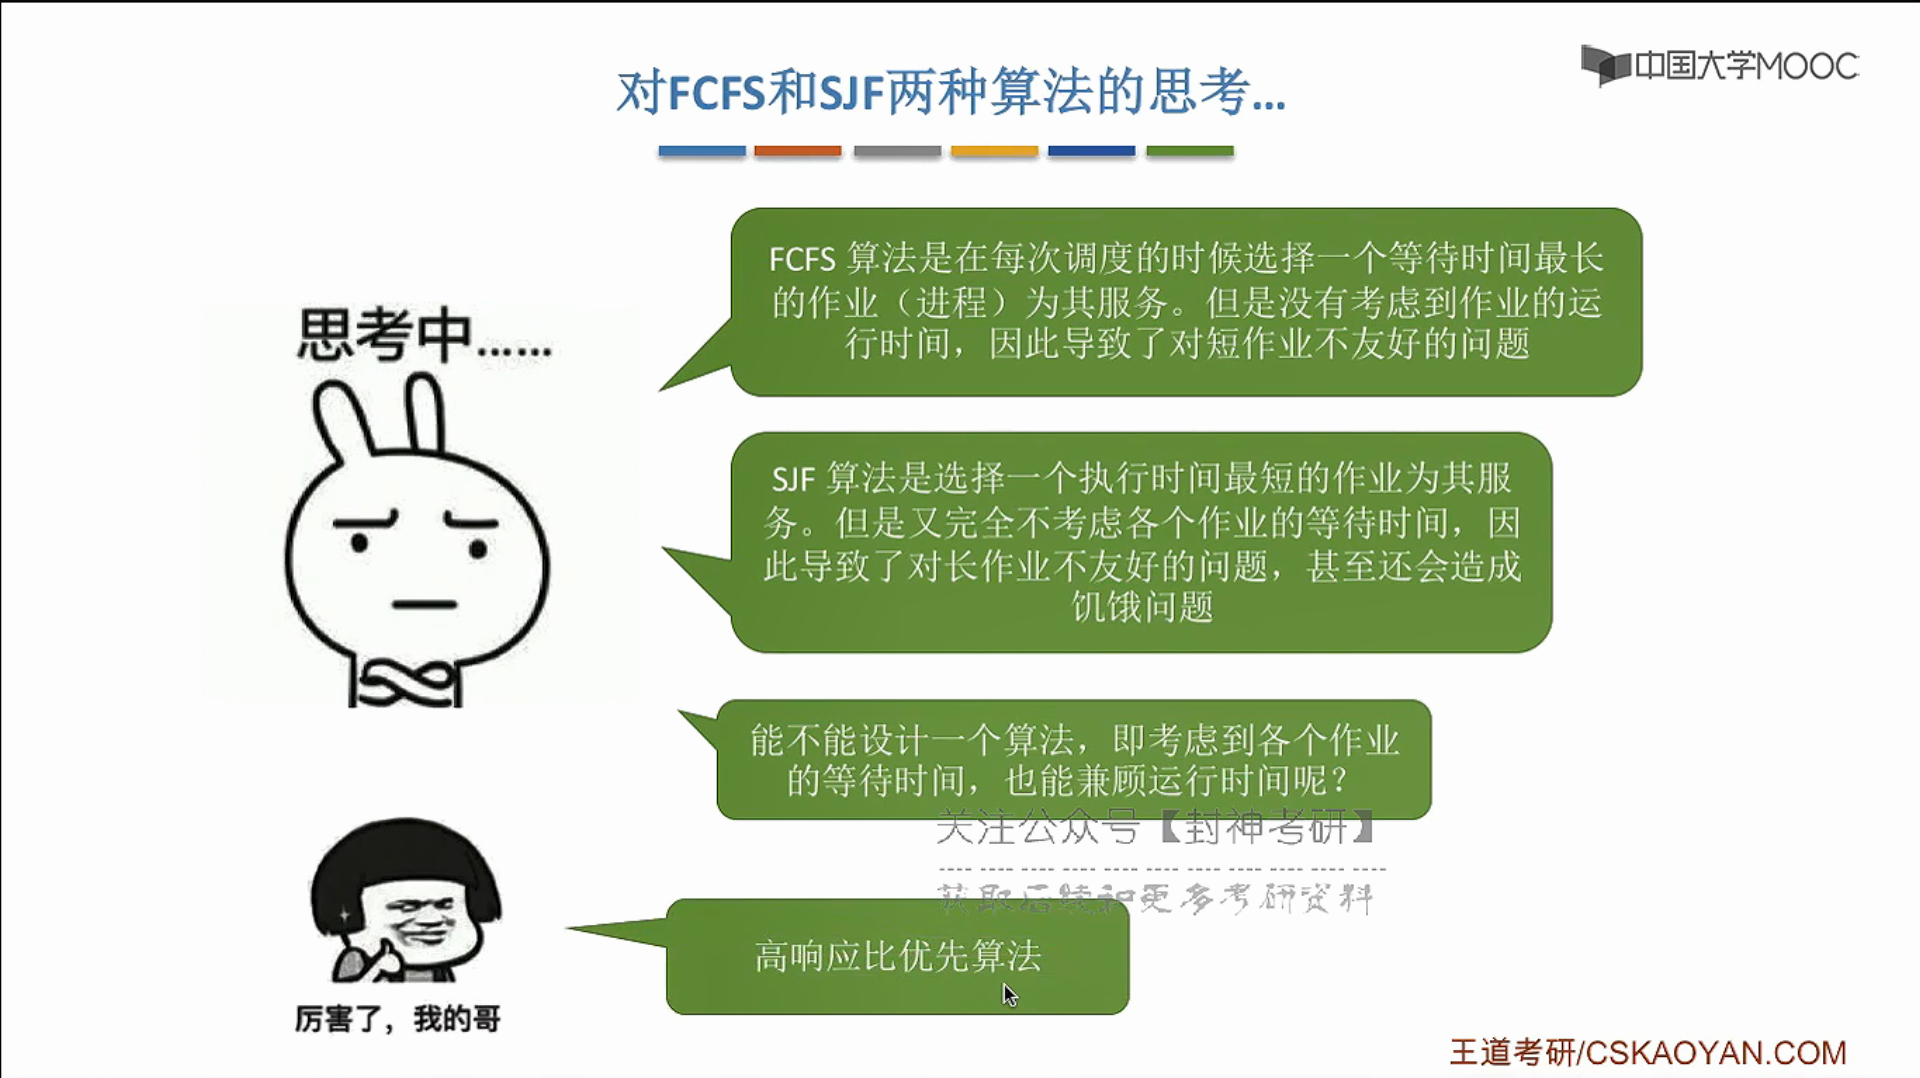 中国大学MOOC
对FCFS和SJF两种算法的思考...
FCFS 算法是在每次调度的时候选择一个等待时间最长
的作业（进程）为其服务。但是没有考虑到作业的运
行时间，因此导致了对短作业不友好的问题
思考中......
SJF 算法是选择一个执行时间最短的作业为其服
务。但是又完全不考虑各个作业的等待时间，因
此导致了对长作业不友好的问题，甚至还会造成
饥饿问题
能不能设计一个算法，即考虑到各个作业
的等待时间，也能兼顾运行时间呢？
关注公众号【封神考研】
获取后续和更多考研资料
高响应比优先算法
厉害了，我的哥
王道考研/CSKAOYAN.COM